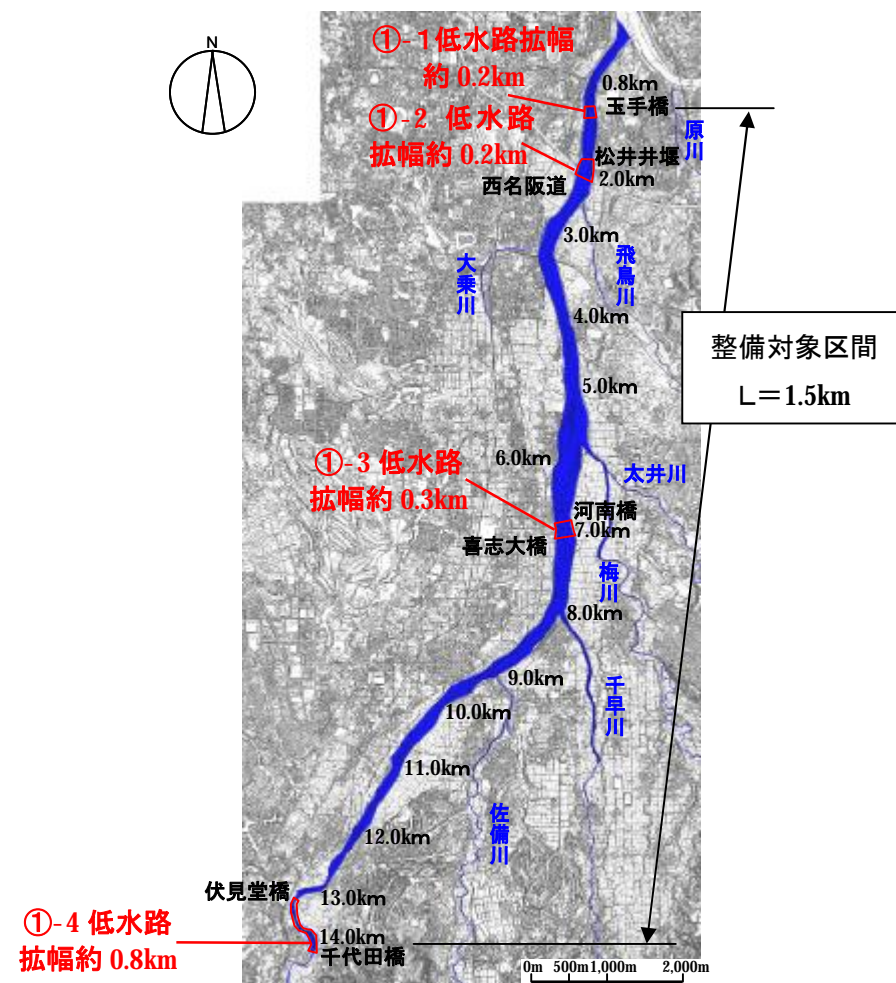 N
①-1低水路拡幅
約 0.2km
0.8km
玉手橋
①-2 低水路
拡幅約 0.2km
原川
松井井堰
2.0km
西名阪道
3.0km
飛鳥川
大乗川
4.0km
整備対象区間
L=1.5km
5.0km
6.0km
①-3 低水路
拡幅約 0.3km
太井川
河南橋
7.0km
喜志大橋
梅川
8.0km
9.0km
千早川
10.0km
11.0km
佐備川
12.0km
伏見堂橋
13.0km
①-4 低水路
拡幅約 0.8km
14.0km
千代田橋
0m 500m 1,000m 2,000m